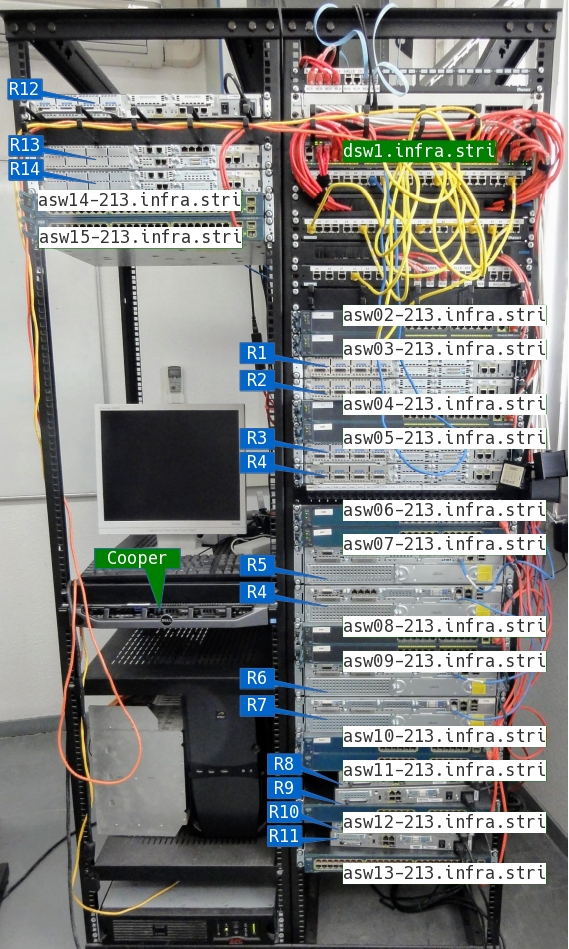 R12
R13
R14
asw14-213.infra.stri
asw15-213.infra.stri
dsw1.infra.stri
asw02-213.infra.stri
asw03-213.infra.stri
R1
R2
asw04-213.infra.stri
asw05-213.infra.stri
R3
R4
asw06-213.infra.stri
asw07-213.infra.stri
Cooper
R5
R4
asw08-213.infra.stri
asw09-213.infra.stri
R6
R7
asw10-213.infra.stri
asw11-213.infra.stri
R8
R9
R10
asw12-213.infra.stri
R11
asw13-213.infra.stri